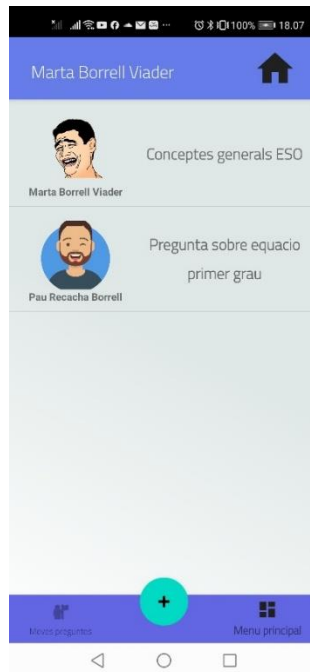 100% 18.07
Marta Borrell Viader
Conceptes generals ESO
Marta Borrell Viader
Pregunta sobre equacio
primer grau
Pau Recacha Borrell
+
Meves preguntes
Menu principal